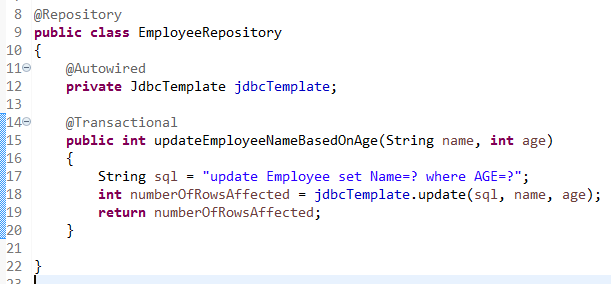 8 @Repository
9 public class EmployeeRepository
10 {
11 @Autowired
12 private JdbcTemplate jdbcTemplate;
13
14 @Transactional
15 public int updateEmployeeNameBasedOnAge(String name, int age)
16 {
17 String sql = "update Employee set Name=? where AGE=?";
18 int numberOfRowsAffected = jdbcTemplate.update(sql, name, age);
19 return numberOfRowsAffected;
20 }
21
22 }
23